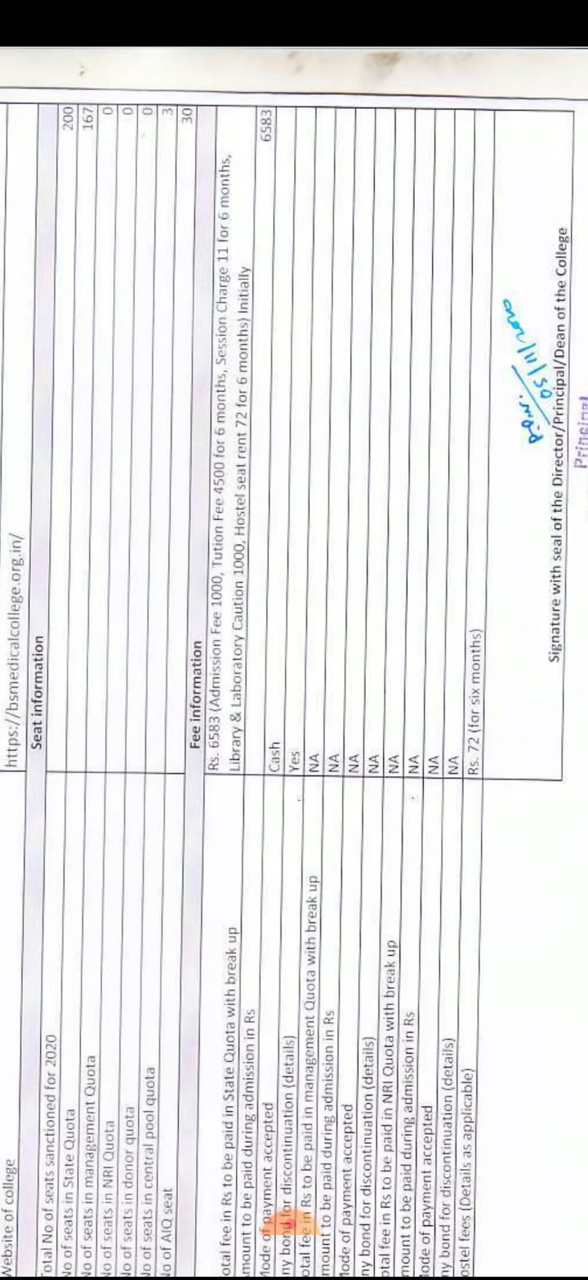 Website of college https://bsmedicalcollege.org.in/
Seat information
otal No of seats sanctioned for 2020 200
No of seats in State Quota 167
No of seats in management Quota 0
No of seats in NRI Quota 0
o of seats in donor quota 0
o of seats in central pool quota 3
o of AIQ seat 30
Fee information
otal fee in Rs to be paid in State Quota with break up Rs. 6583 (Admission Fee 1000, Tution Fee 4500 for 6 months, Session Charge 11 for 6 months,
Library & Laboratory Caution 1000, Hostel seat rent 72 for 6 months) Initially
mount to be paid during admission in Rs 6583
Mode of payment accepted Cash
ny bond for discontinuation (details) Yes
otal fee in Rs to be paid in management Quota with break up NA
mount to be paid during admission in Rs NA
lode of payment accepted NA
ny bond for discontinuation (details) NA
otal fee in Rs to be paid in NRI Quota with break up NA
mount to be paid during admission in Rs NA
ode of payment accepted NA
ny bond for discontinuation (details) NA
ostel fees (Details as applicable) Rs. 72 (for six months)
05/11/2020
Signature with seal of the Director/Principal/Dean of the College
Principal